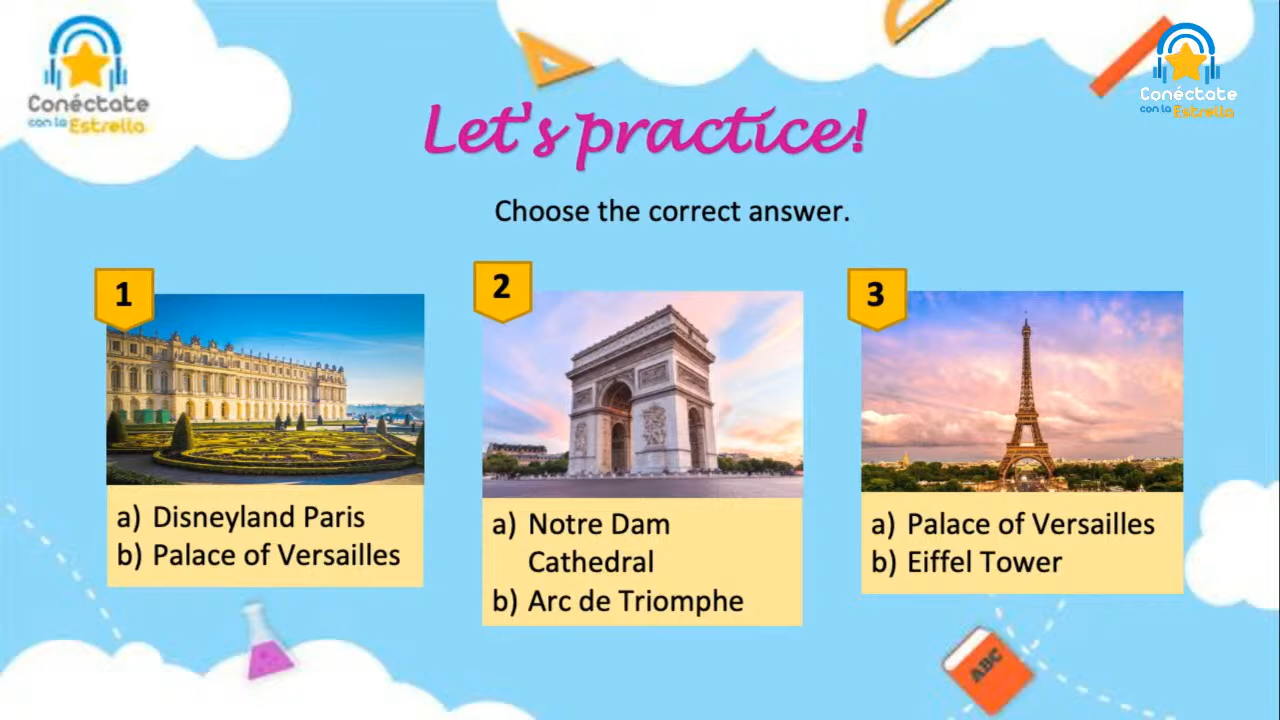 Conéctate
con la Estrella
Conéctate
con la Estrella
Let's practice!
Choose the correct answer.
1
a) Disneyland Paris
b) Palace of Versailles
2
a) Notre Dam
Cathedral
b) Arc de Triomphe
3
a) Palace of Versailles
b) Eiffel Tower
ABC